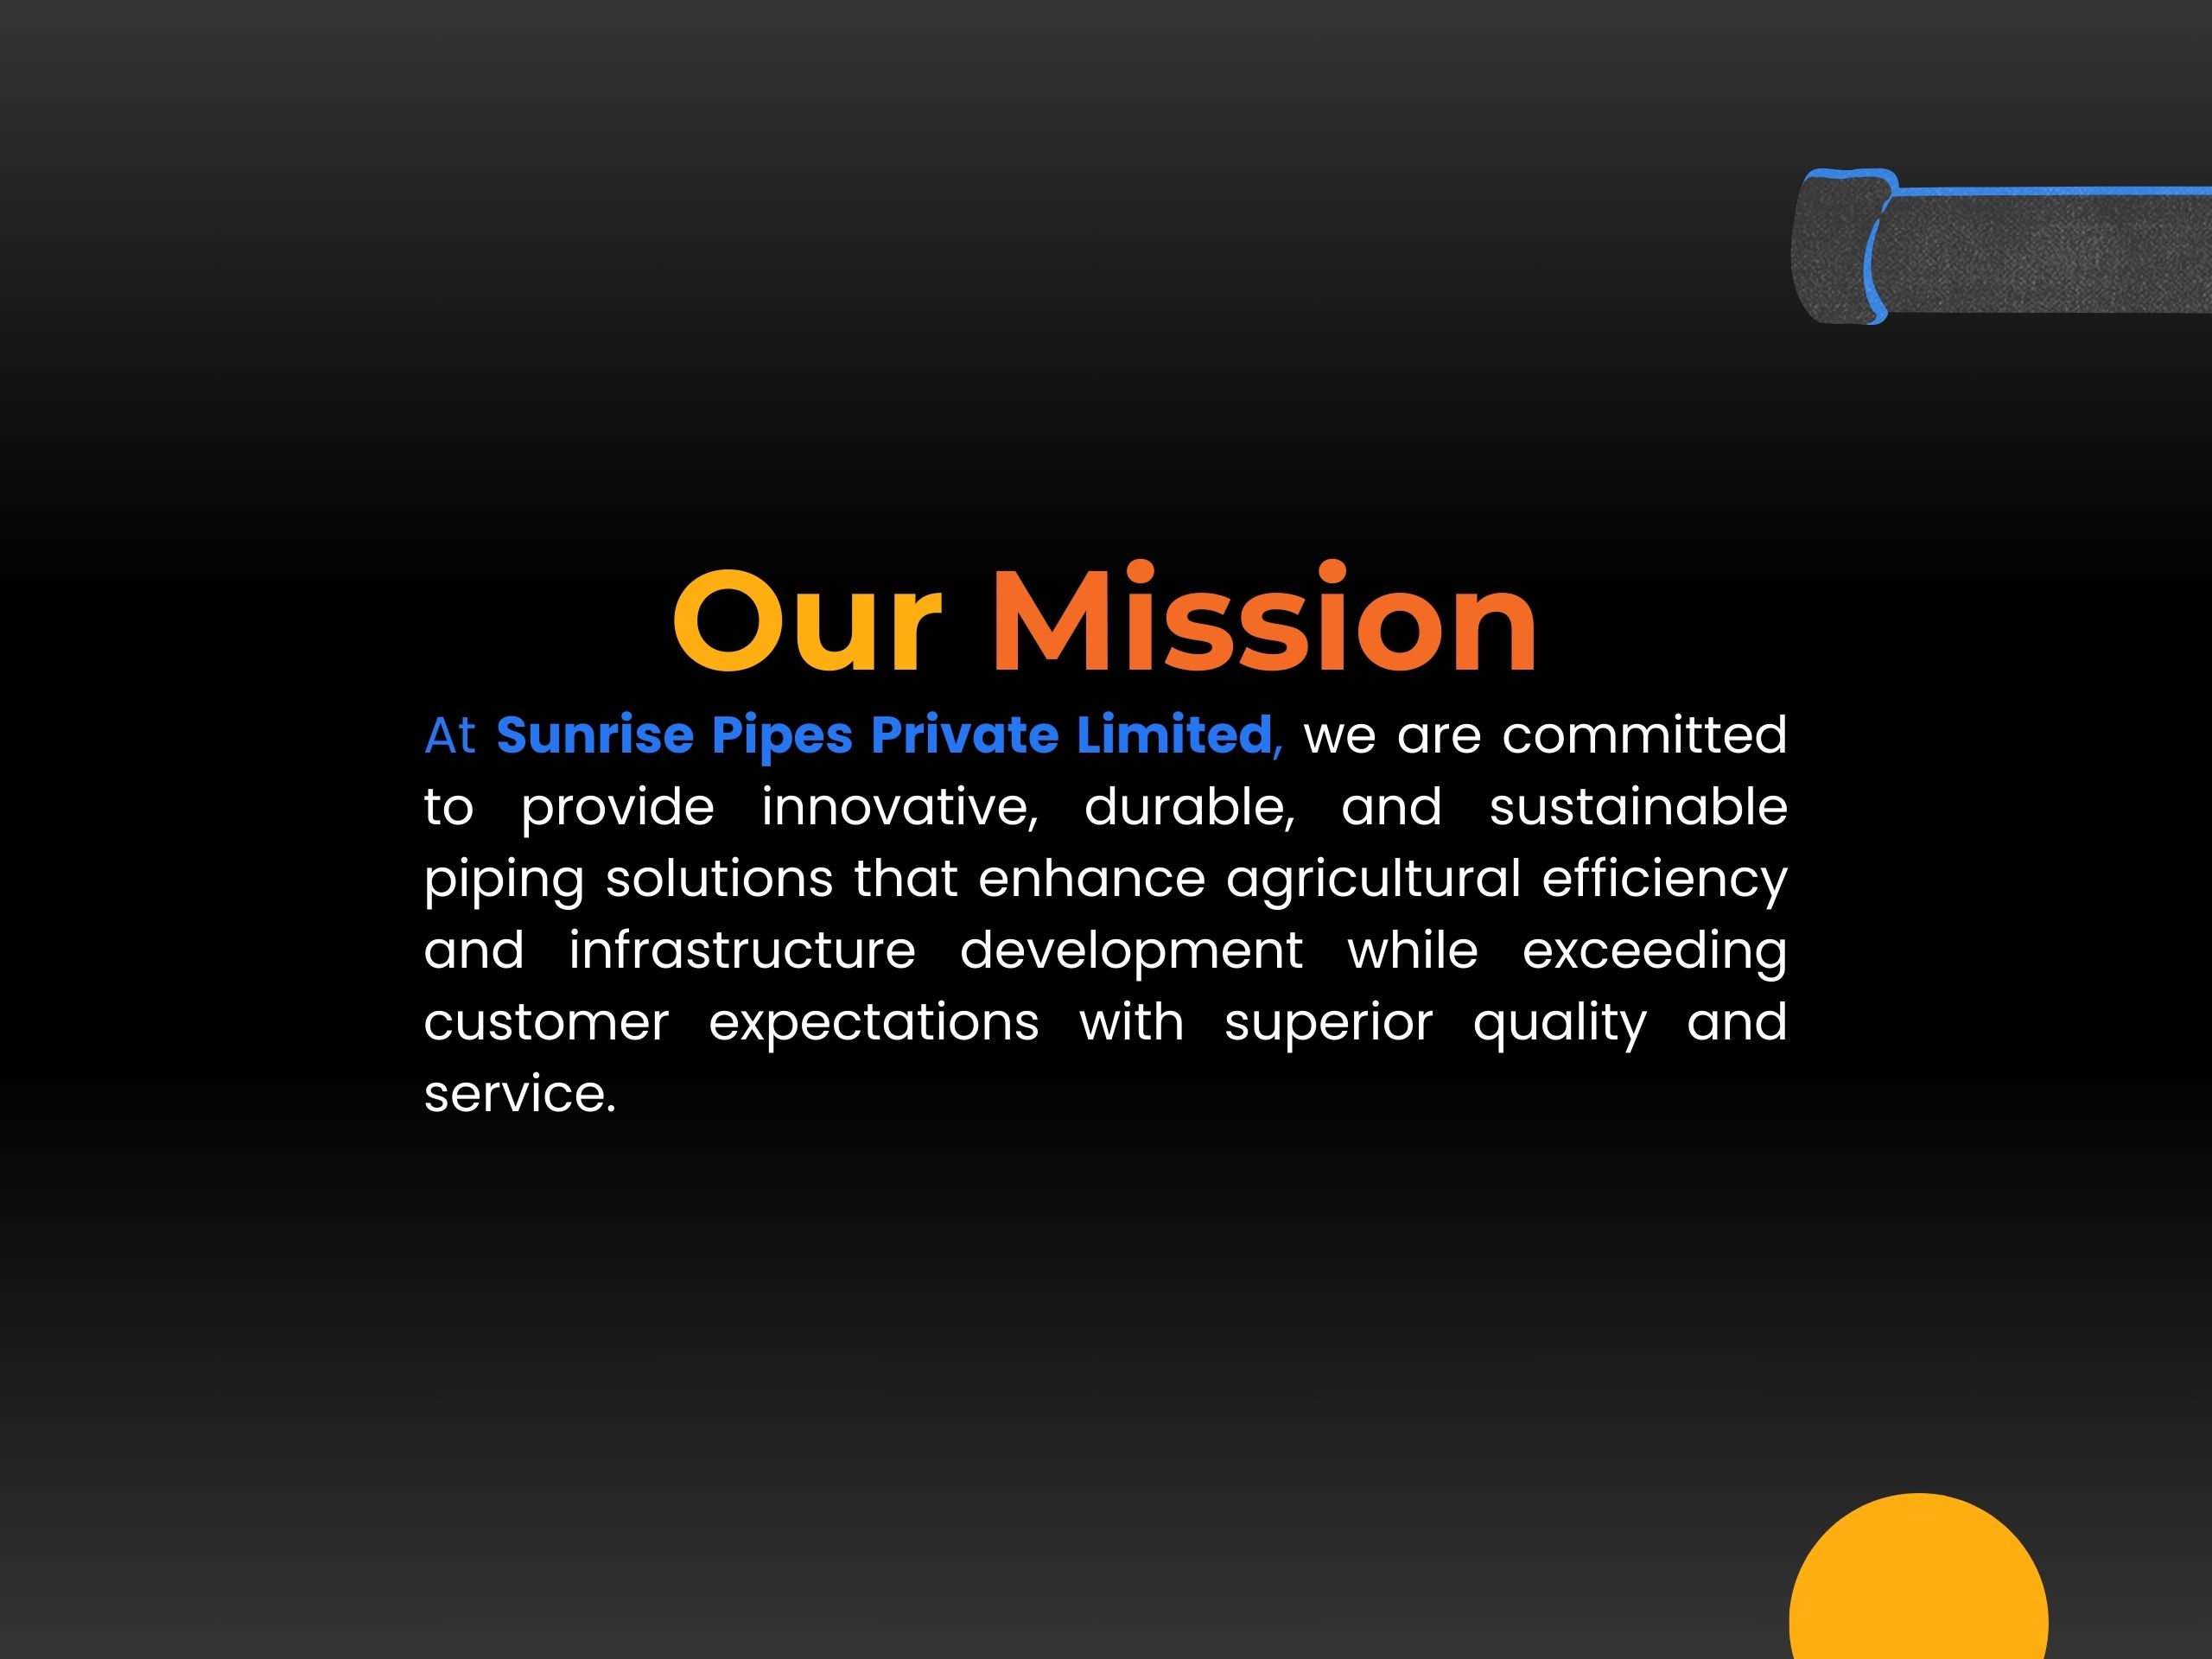 Our Mission
At Sunrise Pipes Private Limited, we are committed
to provide innovative, durable, and sustainable
piping solutions that enhance agricultural efficiency
and infrastructure development while exceeding
customer expectations with superior quality and
service.